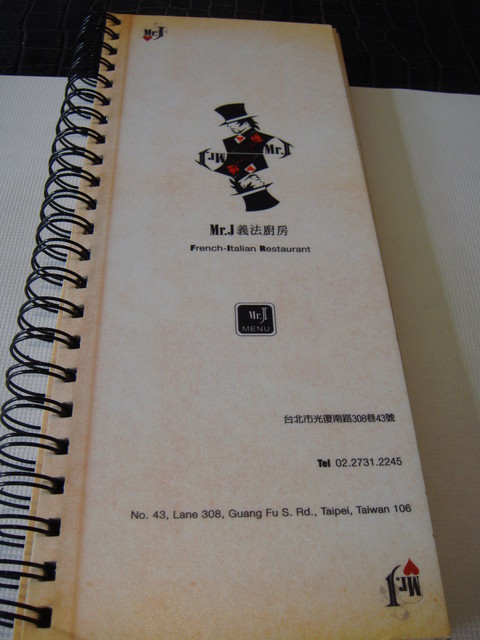 Mr.J
Mr.J
Mr.J
Mr.J 義法廚房
French-Italian Restaurant
Mr.J
MENU
台北市光復南路308巷43號
Tel 02.2731.2245
No. 43, Lane 308, Guang Fu S. Rd., Taipei, Taiwan 106
Mr.J